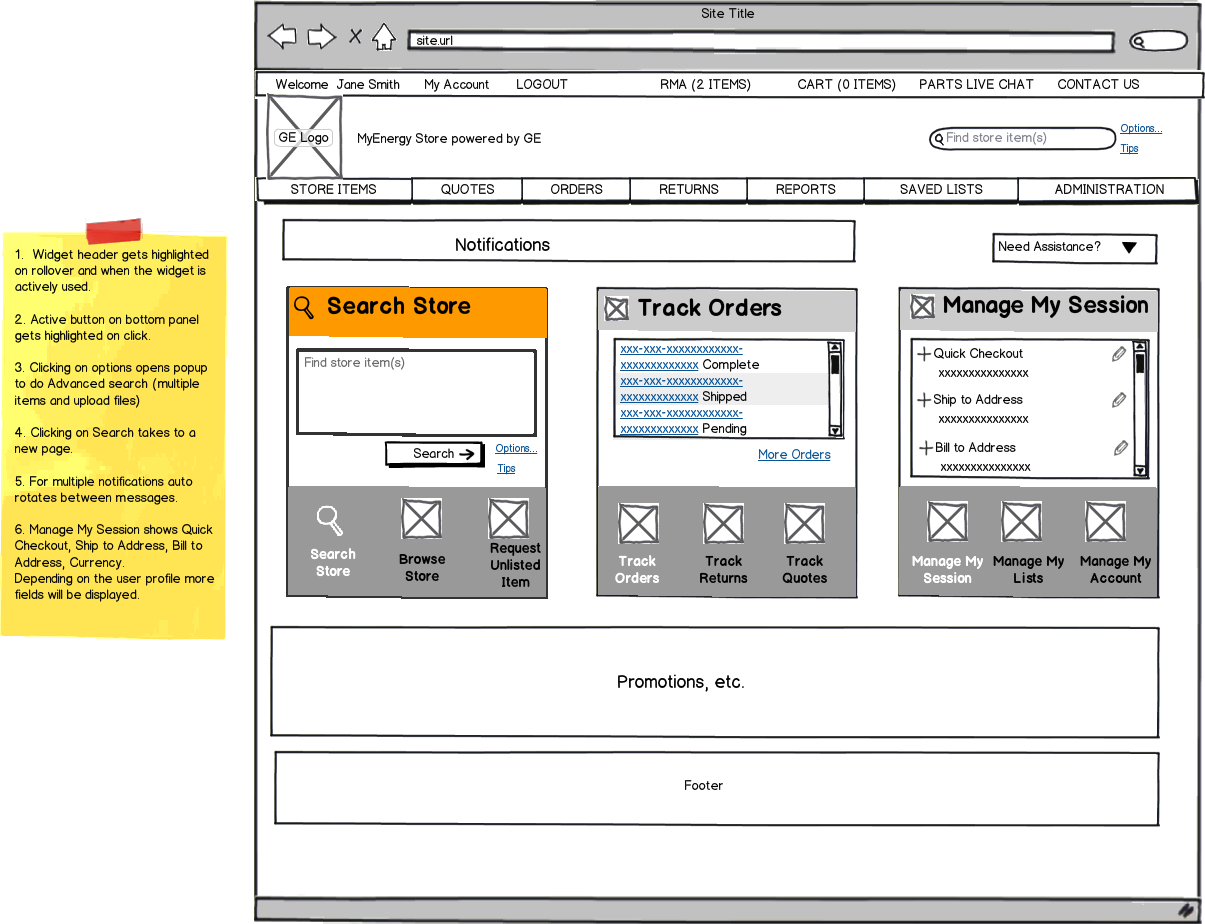 Site Title
site.url
Welcome Jane Smith My Account LOGOUT RMA (2 ITEMS) CART (0 ITEMS) PARTS LIVE CHAT CONTACT US
GE Logo
MyEnergy Store powered by GE
Find store item(s)
Options...
Tips
STORE ITEMS QUOTES ORDERS RETURNS REPORTS SAVED LISTS ADMINISTRATION
1. Widget header gets highlighted
on rollover and when the widget is
actively used.
2. Active button on bottom panel
gets highlighted on click.
3. Clicking on options opens popup
to do Advanced search (multiple
items and upload files)
4. Clicking on Search takes to a
new page.
5. For multiple notifications auto
rotates between messages.
6. Manage My Session shows Quick
Checkout, Ship to Address, Bill to
Address, Currency.
Depending on the user profile more
fields will be displayed.
Notifications
Need Assistance?
Search Store
Find store item(s)
Search
Options...
Tips
Search
Store
Browse
Store
Request
Unlisted
Item
Track Orders
xxx-xxx-xxxxxxxxxxxx-
xxxxxxxxxxxxx Complete
xxx-xxx-xxxxxxxxxxxx-
xxxxxxxxxxxxx Shipped
xxx-xxx-xxxxxxxxxxxx-
xxxxxxxxxxxxx Pending
More Orders
Track
Orders
Track
Returns
Track
Quotes
Manage My Session
Quick Checkout
xxxxxxxxxxxxxxx
Ship to Address
xxxxxxxxxxxxxxx
Bill to Address
xxxxxxxxxxxxxxx
Manage My
Session
Manage My
Lists
Manage My
Account
Promotions, etc.
Footer